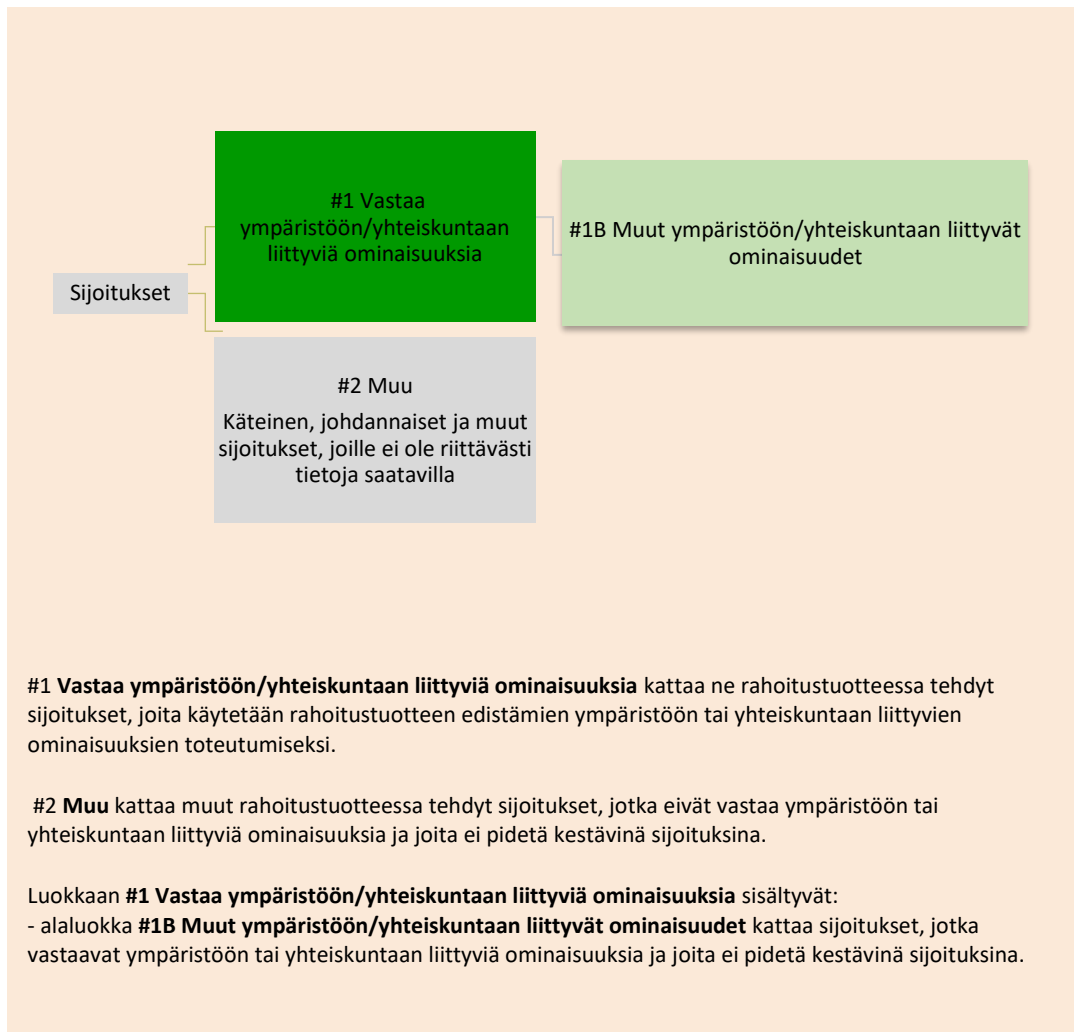 #1 Vastaa
ympäristöön/yhteiskuntaan
liittyviä ominaisuuksia
#1B Muut ympäristöön/yhteiskuntaan liittyvät
ominaisuudet
Sijoitukset
#2 Muu
Käteinen, johdannaiset ja muut
sijoitukset, joille ei ole riittävästi
tietoja saatavilla
#1 Vastaa ympäristöön/yhteiskuntaan liittyviä ominaisuuksia kattaa ne rahoitustuotteessa tehdyt
sijoitukset, joita käytetään rahoitustuotteen edistämien ympäristöön tai yhteiskuntaan liittyvien
ominaisuuksien toteutumiseksi.
#2 Muu kattaa muut rahoitustuotteessa tehdyt sijoitukset, jotka eivät vastaa ympäristöön tai
yhteiskuntaan liittyviä ominaisuuksia ja joita ei pidetä kestävinä sijoituksina.
Luokkaan #1 Vastaa ympäristöön/yhteiskuntaan liittyviä ominaisuuksia sisältyvät:
- alaluokka #1B Muut ympäristöön/yhteiskuntaan liittyvät ominaisuudet kattaa sijoitukset, jotka
vastaavat ympäristöön tai yhteiskuntaan liittyviä ominaisuuksia ja joita ei pidetä kestävinä sijoituksina.